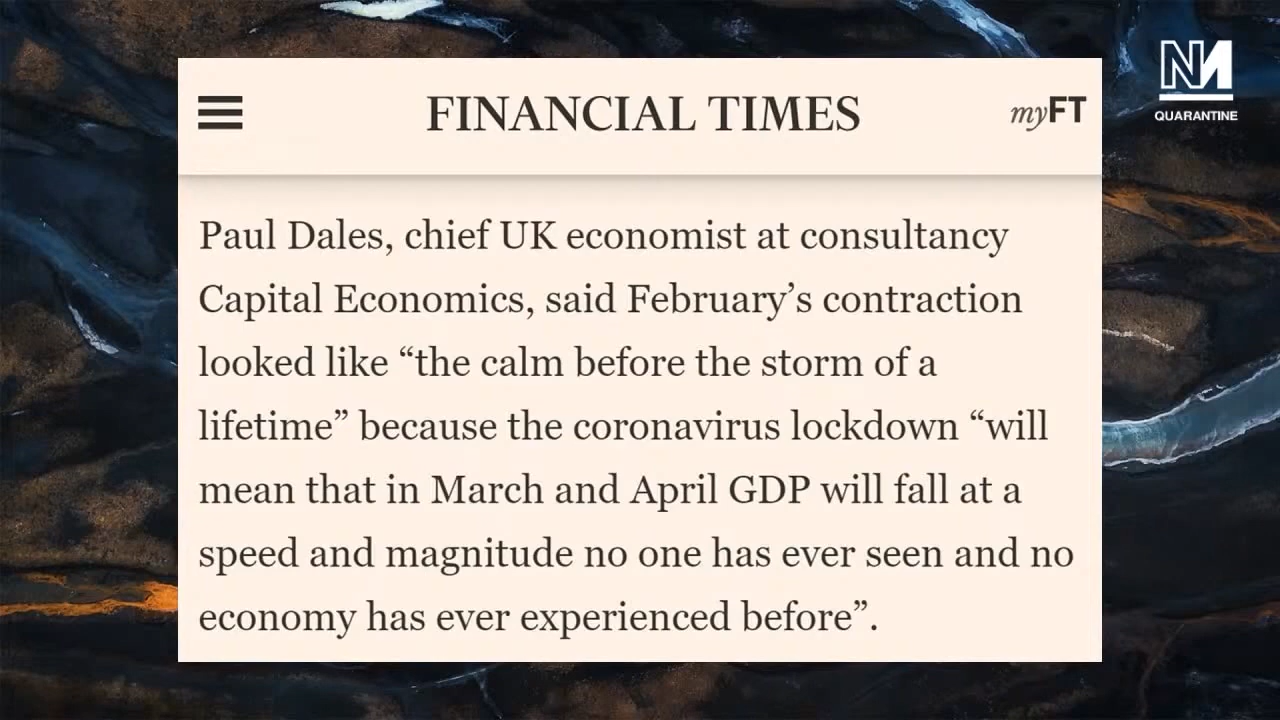 FINANCIAL TIMES
myFT
NM
QUARANTINE
Paul Dales, chief UK economist at consultancy
Capital Economics, said February’s contraction
looked like “the calm before the storm of a
lifetime” because the coronavirus lockdown “will
mean that in March and April GDP will fall at a
speed and magnitude no one has ever seen and no
economy has ever experienced before”.